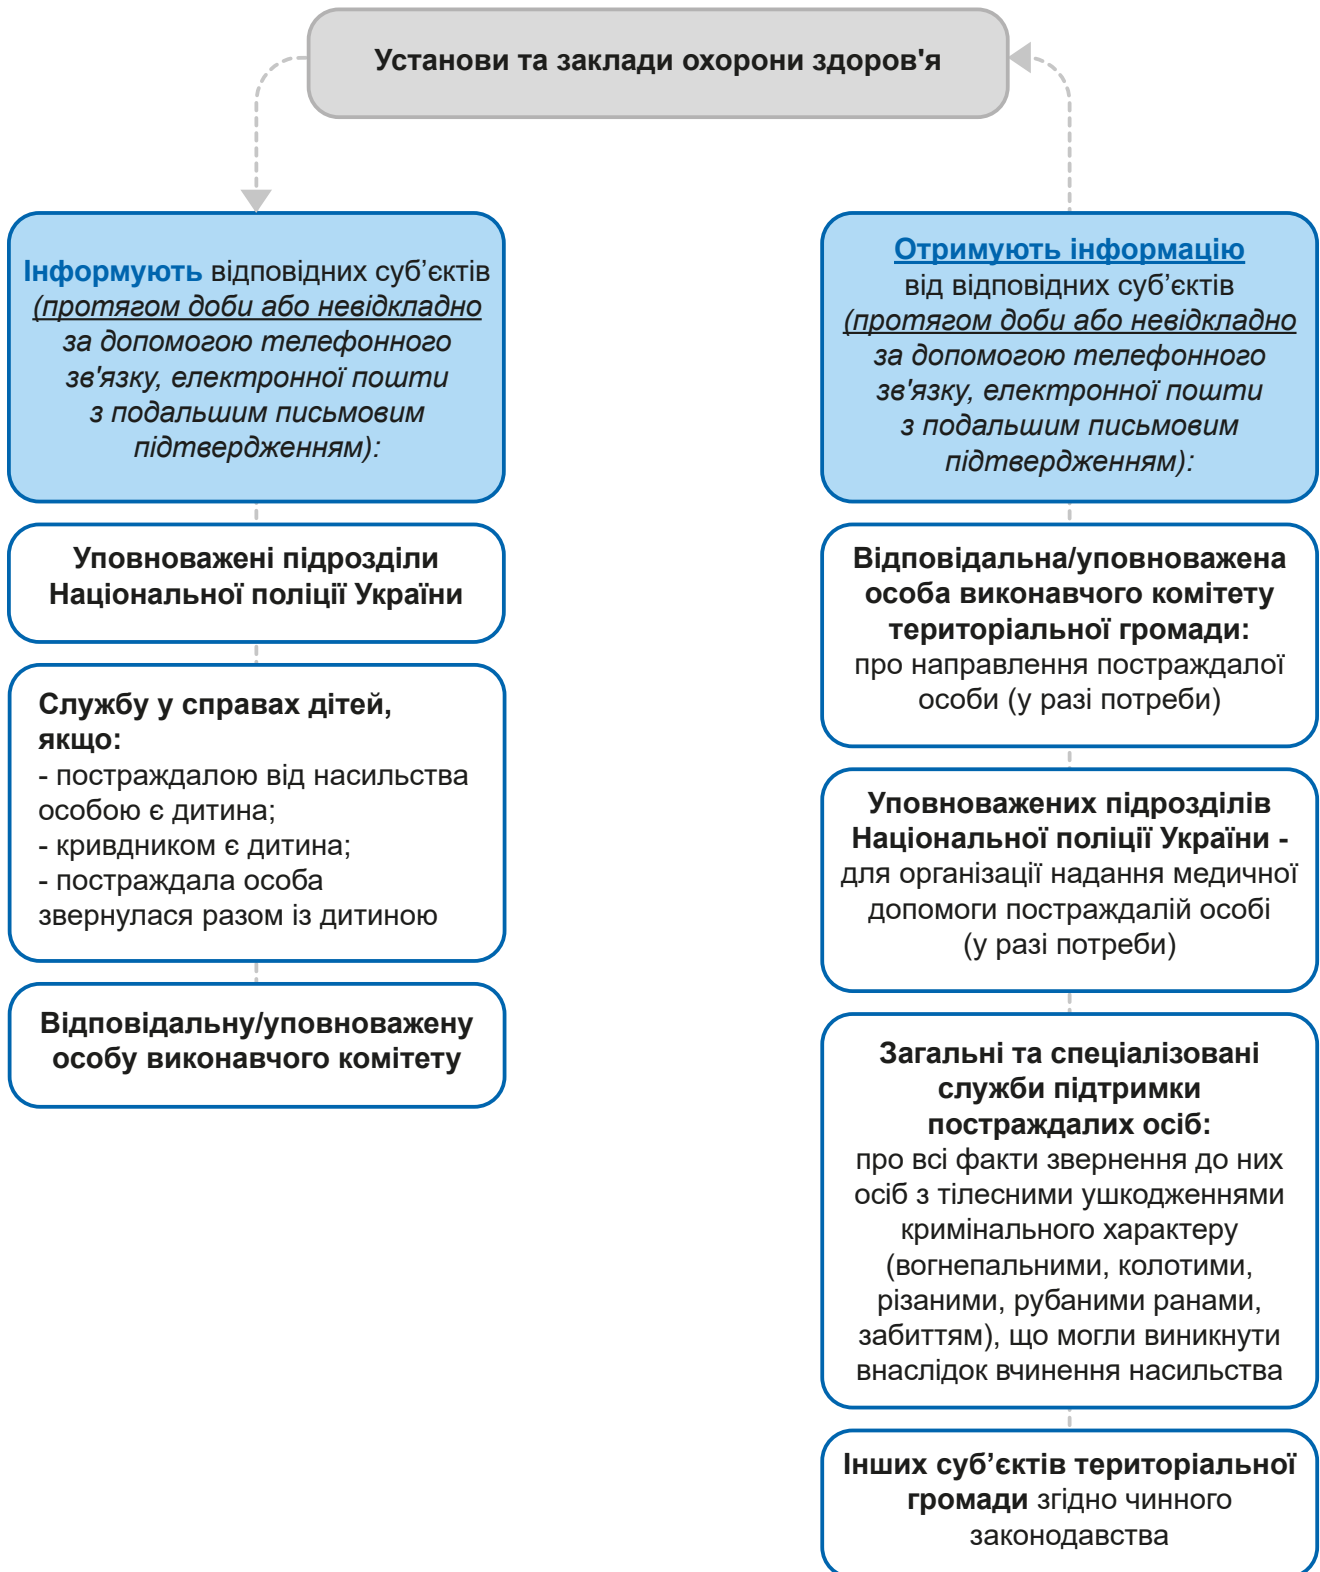 Установи та заклади охорони здоров'я
Інформують відповідних суб’єктів
(протягом доби або невідкладно
за допомогою телефонного
зв'язку, електронної пошти
з подальшим письмовим
підтвердженням):
Уповноважені підрозділи
Національної поліції України
Службу у справах дітей,
якщо:
- постраждалою від насильства
особою є дитина;
- кривдником є дитина;
- постраждала особа
звернулася разом із дитиною
Відповідальну/уповноважену
особу виконавчого комітету
Отримують інформацію
від відповідних суб’єктів
(протягом доби або невідкладно
за допомогою телефонного
зв'язку, електронної пошти
з подальшим письмовим
підтвердженням):
Відповідальна/уповноважена
особа виконавчого комітету
територіальної громади:
про направлення постраждалої
особи (у разі потреби)
Уповноважених підрозділів
Національної поліції України -
для організації надання медичної
допомоги постраждалій особі
(у разі потреби)
Загальні та спеціалізовані
служби підтримки
постраждалих осіб:
про всі факти звернення до них
осіб з тілесними ушкодженнями
кримінального характеру
(вогнепальними, колотими,
різаними, рубаними ранами,
забиттям), що могли виникнути
внаслідок вчинення насильства
Інших суб’єктів територіальної
громади згідно чинного
законодавства